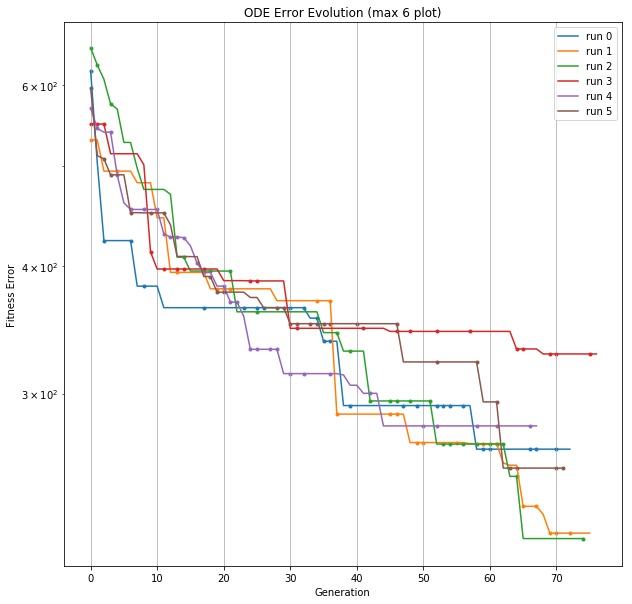 ODE Error Evolution (max 6 plot)
run 0
run 1
run 2
run 3
run 4
run 5
6 × 10²
4 × 10²
3 × 10²
Fitness Error
0 10 20 30 40 50 60 70
Generation